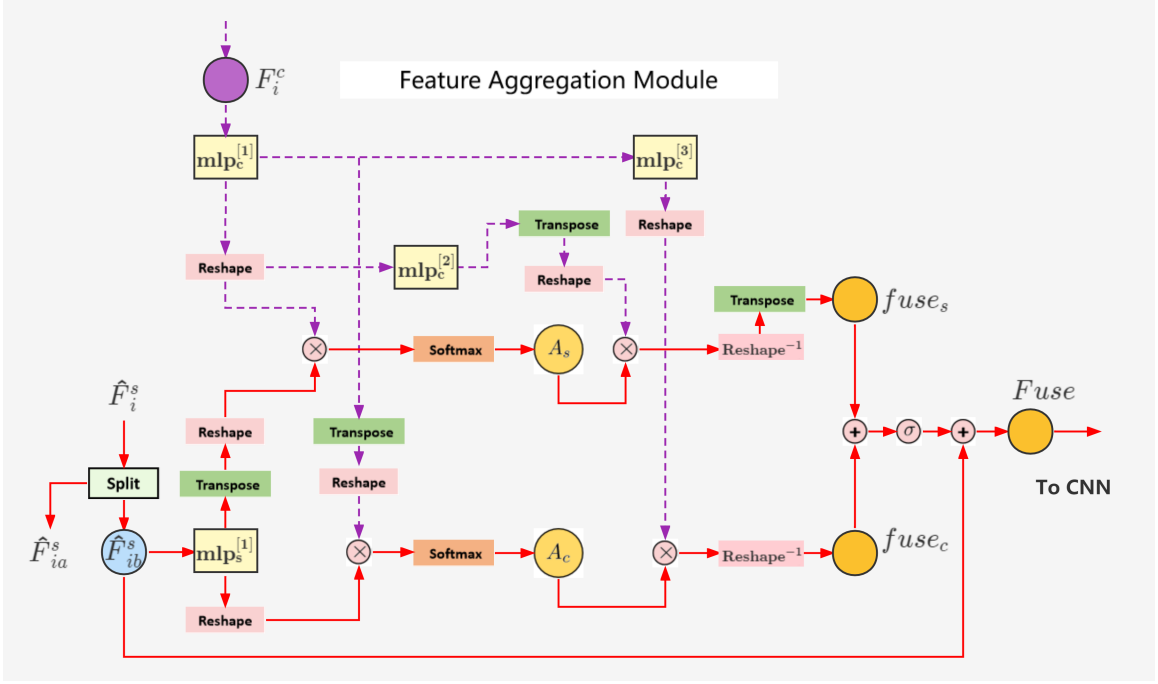 F_i^c
Feature Aggregation Module
mlp_c^[1]
mlp_c^[3]
Transpose
Reshape
Reshape
mlp_c^[2]
Reshape
Transpose
fuse_s
×
Softmax
A_s
×
Reshape^-1
F̂_i^s
Fuse
Reshape
Transpose
+
σ
+
Split
Transpose
Reshape
To CNN
F̂_ia^s
F̂_ib^s
mlp_s^[1]
×
Softmax
A_c
×
Reshape^-1
fuse_c
Reshape